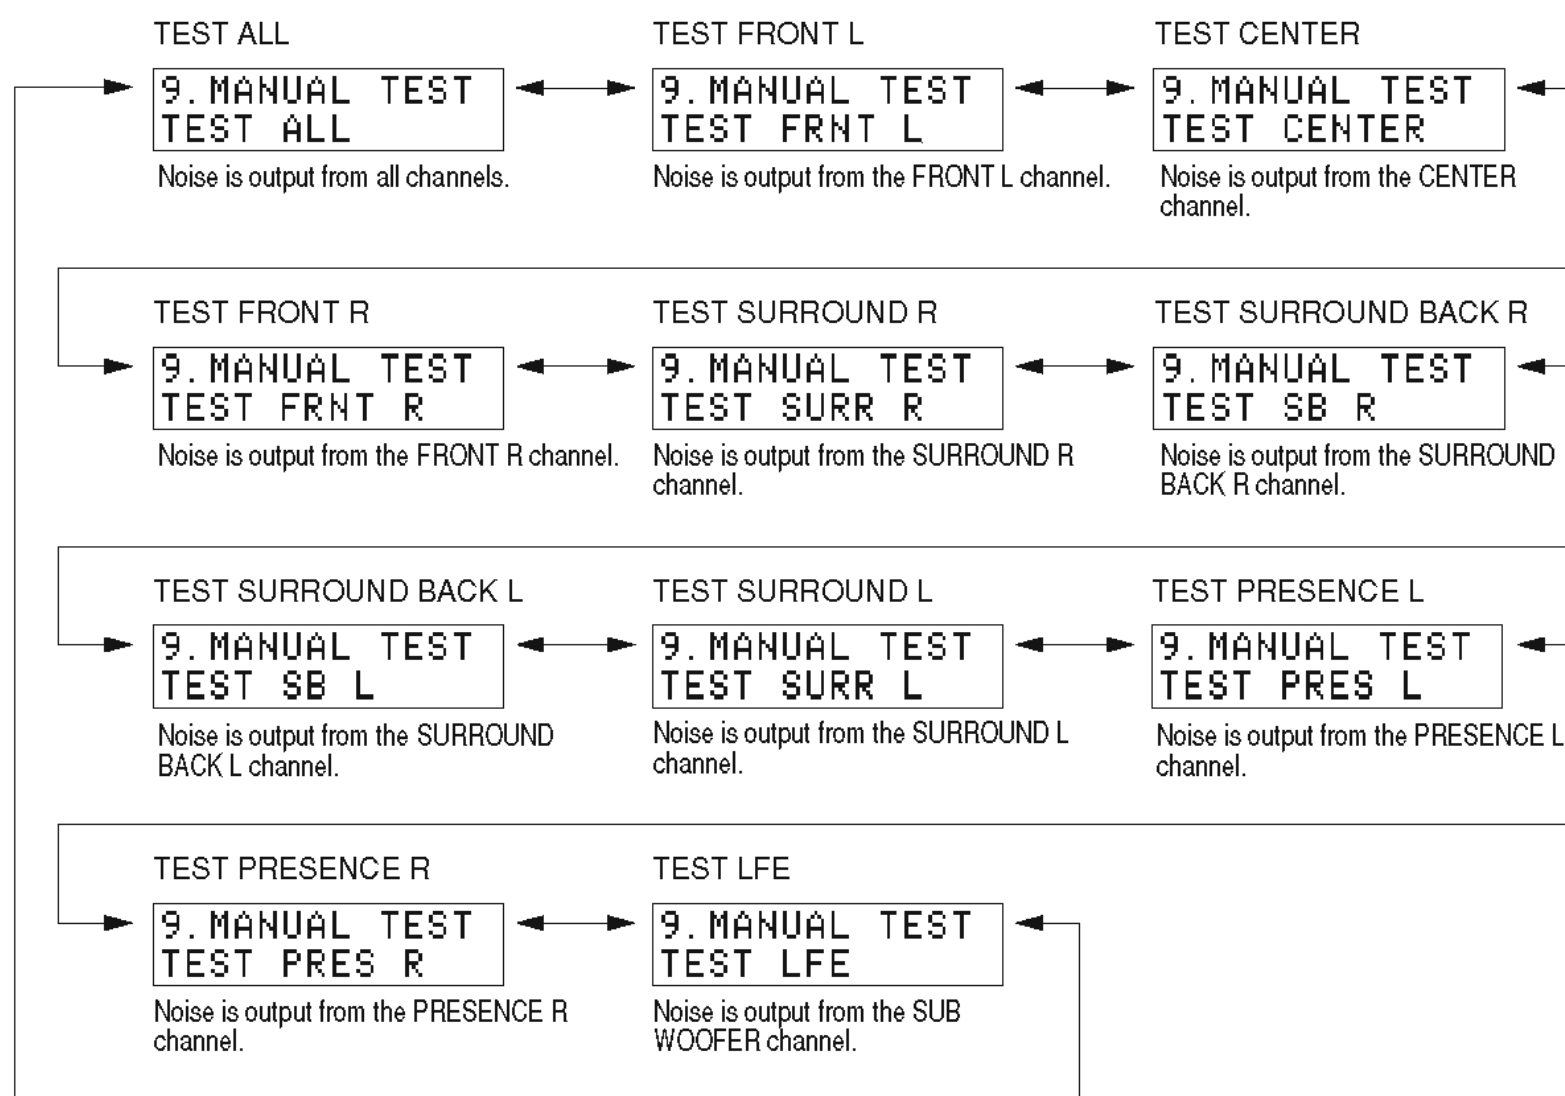 TEST ALL
TEST FRONT L
TEST CENTER
9. MANUAL TEST
TEST ALL
9. MANUAL TEST
TEST FRNT L
9. MANUAL TEST
TEST CENTER
Noise is output from all channels.
Noise is output from the FRONT L channel.
Noise is output from the CENTER
channel.
TEST FRONT R
TEST SURROUND R
TEST SURROUND BACK R
9. MANUAL TEST
TEST FRNT R
9. MANUAL TEST
TEST SURR R
9. MANUAL TEST
TEST SB R
Noise is output from the FRONT R channel.
Noise is output from the SURROUND R
channel.
Noise is output from the SURROUND
BACK R channel.
TEST SURROUND BACK L
TEST SURROUND L
TEST PRESENCE L
9. MANUAL TEST
TEST SB L
9. MANUAL TEST
TEST SURR L
9. MANUAL TEST
TEST PRES L
Noise is output from the SURROUND
BACK L channel.
Noise is output from the SURROUND L
channel.
Noise is output from the PRESENCE L
channel.
TEST PRESENCE R
TEST LFE
9. MANUAL TEST
TEST PRES R
9. MANUAL TEST
TEST LFE
Noise is output from the PRESENCE R
channel.
Noise is output from the SUB
WOOFER channel.